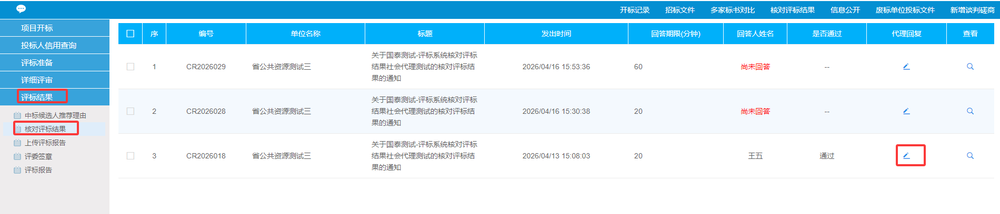 开标记录 招标文件 多家标书对比 核对评标结果 信息公开 废标单位投标文件 新增谈判磋商
项目开标
投标人信用查询
评标准备
详细评审
评标结果
中标候选人推荐理由
核对评标结果
上传评标报告
评委签章
评标报告
序 编号 单位名称 标题 发出时间 回答期限(分钟) 回答人姓名 是否通过 代理回复 查看
1 CR2026029 省公共资源测试三 关于国泰测试-评标系统核对评标
结果社会代理测试的核对评标结
果的通知 2026/04/16 15:53:36 60 尚未回答 --
2 CR2026028 省公共资源测试三 关于国泰测试-评标系统核对评标
结果社会代理测试的核对评标结
果的通知 2026/04/16 15:30:38 20 尚未回答 --
3 CR2026018 省公共资源测试三 关于国泰测试-评标系统核对评标
结果社会代理测试的核对评标结
果的通知 2026/04/13 15:08:03 20 王五 通过